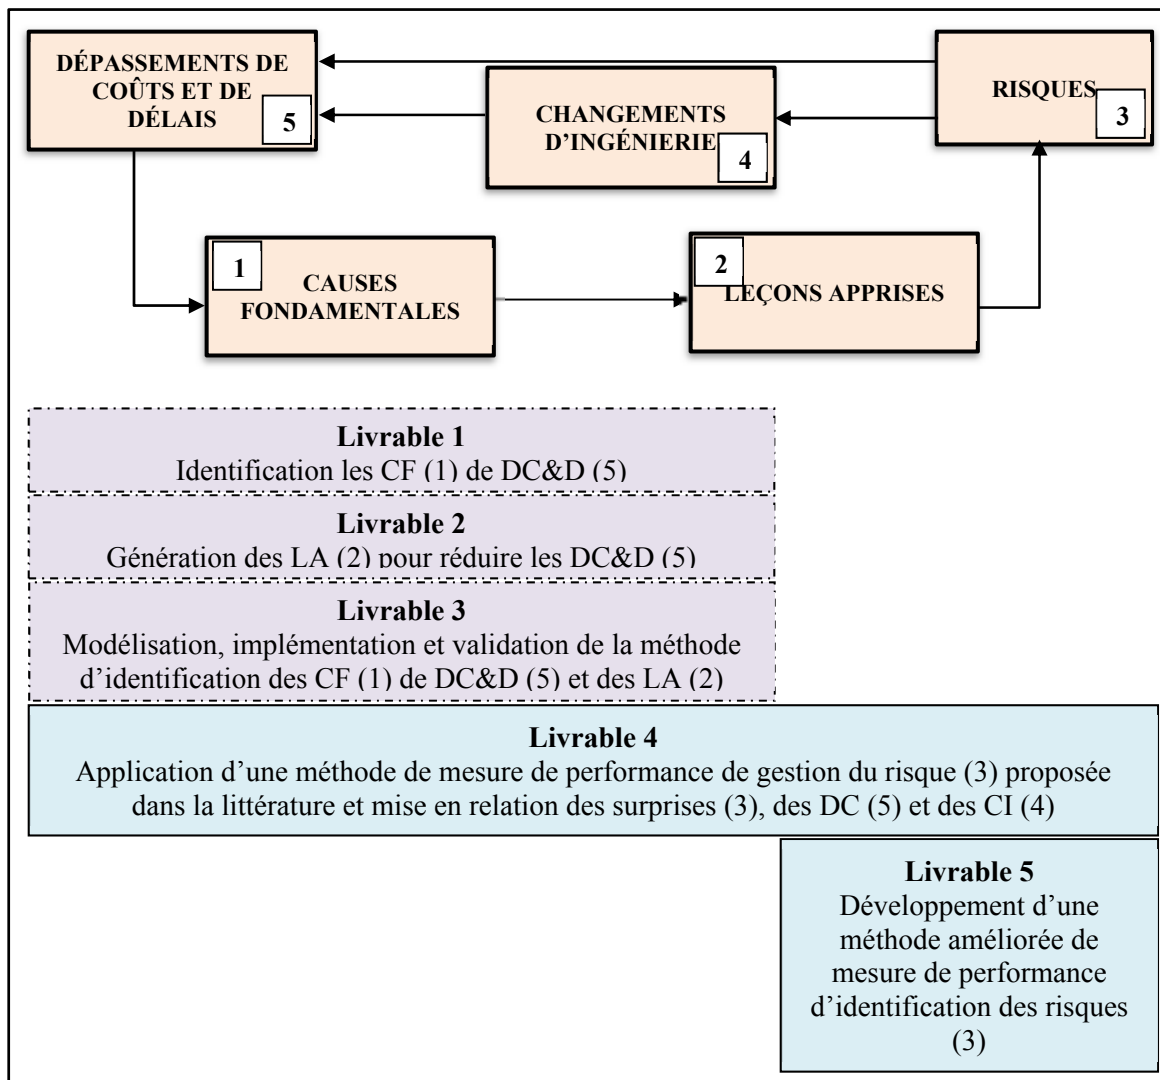 DÉPASSEMENTS DE
COÛTS ET DE
DÉLAIS
5
CHANGEMENTS
D’INGÉNIERIE
4
RISQUES
3
1
CAUSES
FONDAMENTALES
2
LEÇONS APPRISES
Livrable 1
Identification les CF (1) de DC&D (5)
Livrable 2
Génération des LA (2) pour réduire les DC&D (5)
Livrable 3
Modélisation, implémentation et validation de la méthode
d’identification des CF (1) de DC&D (5) et des LA (2)
Livrable 4
Application d’une méthode de mesure de performance de gestion du risque (3) proposée
dans la littérature et mise en relation des surprises (3), des DC (5) et des CI (4)
Livrable 5
Développement d’une
méthode améliorée de
mesure de performance
d’identification des risques
(3)